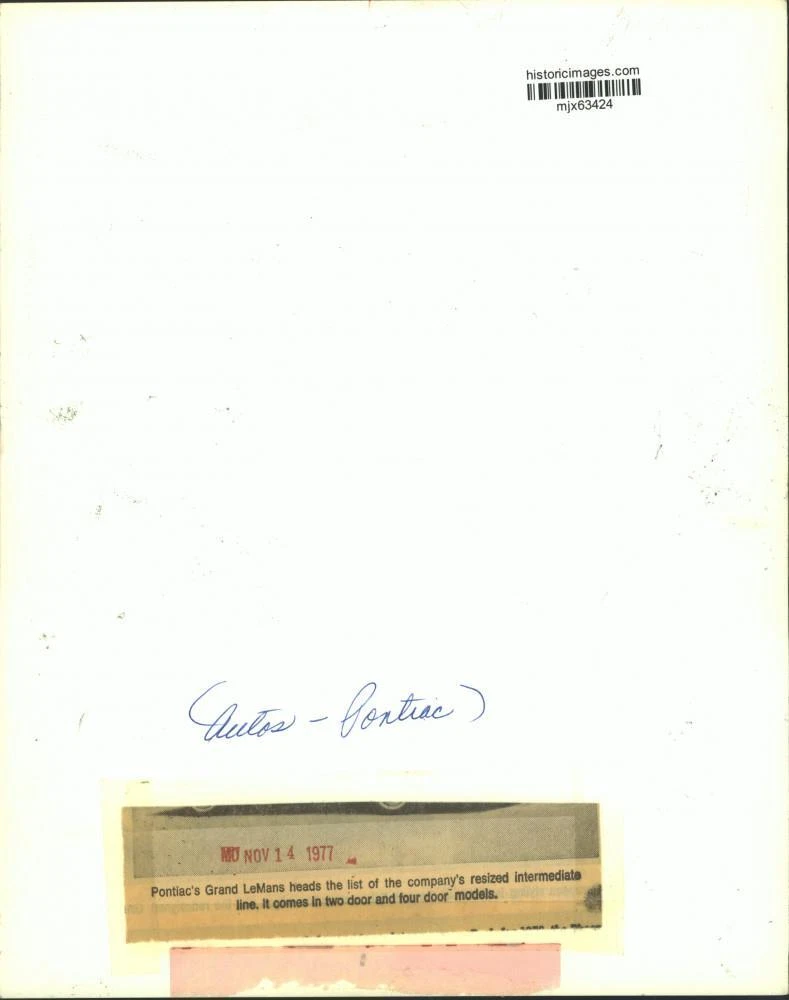 historicimages.com
mjx63424
(Autos - Pontiac)
NOV 14 1977
Pontiac's Grand LeMans heads the list of the company's resized intermediate
line. It comes in two door and four door models.